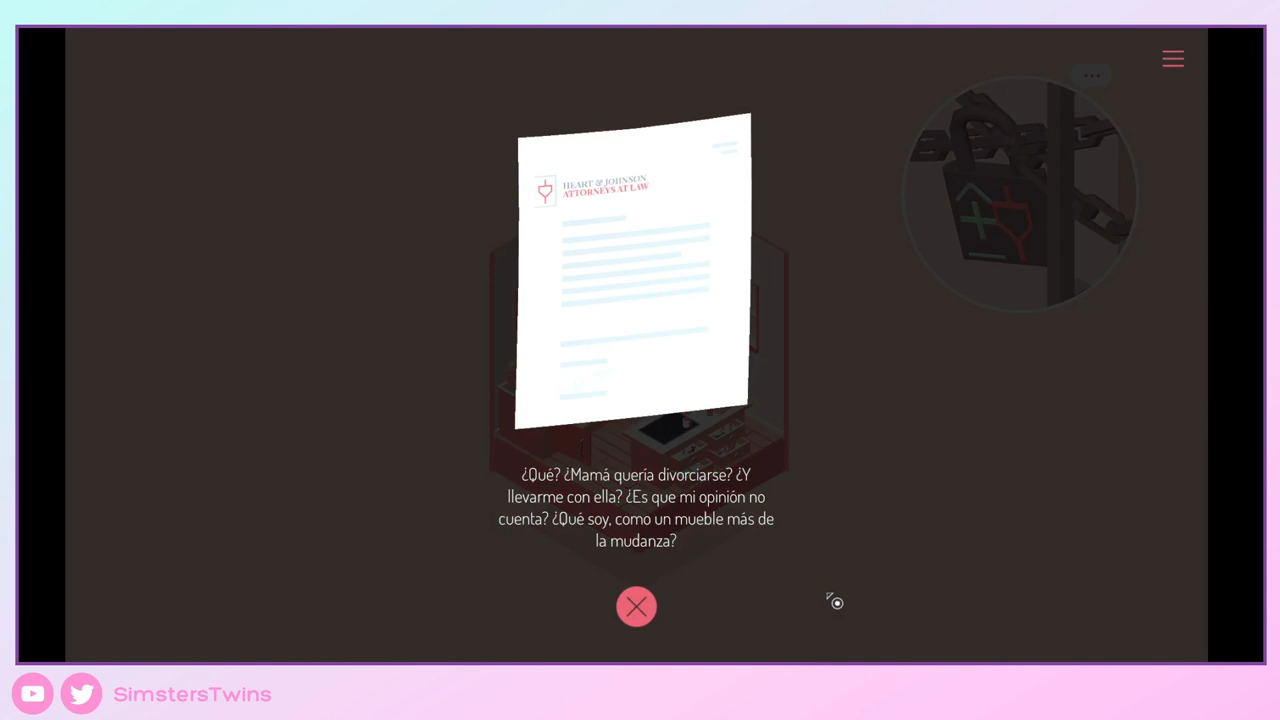 HEART & JOHNSON
ATTORNEYS AT LAW
¿Qué? ¿Mamá quería divorciarse? ¿Y
llevarme con ella? ¿Es que mi opinión no
cuenta? ¿Qué soy, como un mueble más de
la mudanza?
SimstersTwins